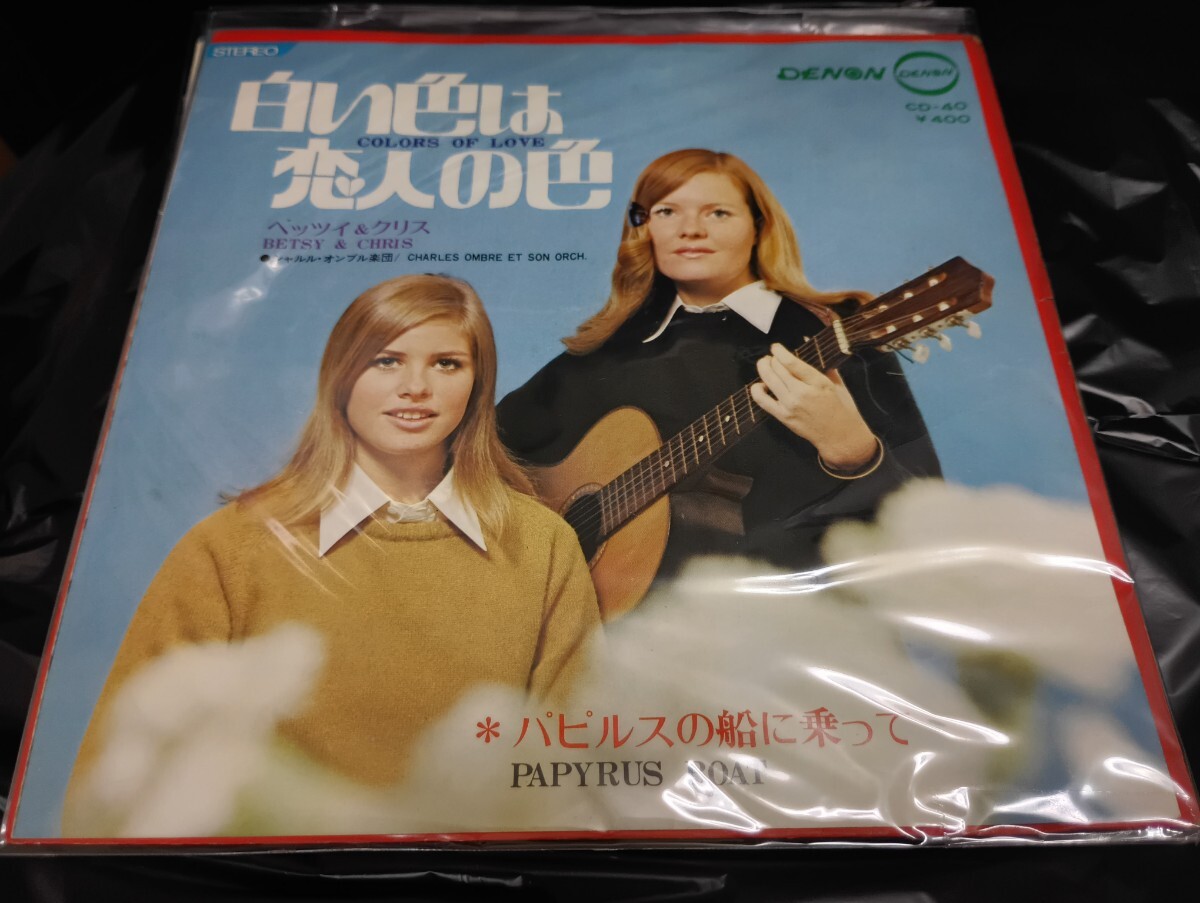 STEREO
DENON DENON
CD-40
¥400
白い色は
COLORS OF LOVE
恋人の色
ベッツイ&クリス
BETSY & CHRIS
●シャルル・オンブル楽団/ CHARLES OMBRE ET SON ORCH.
*パピルスの船に乗って
PAPYRUS BOAT